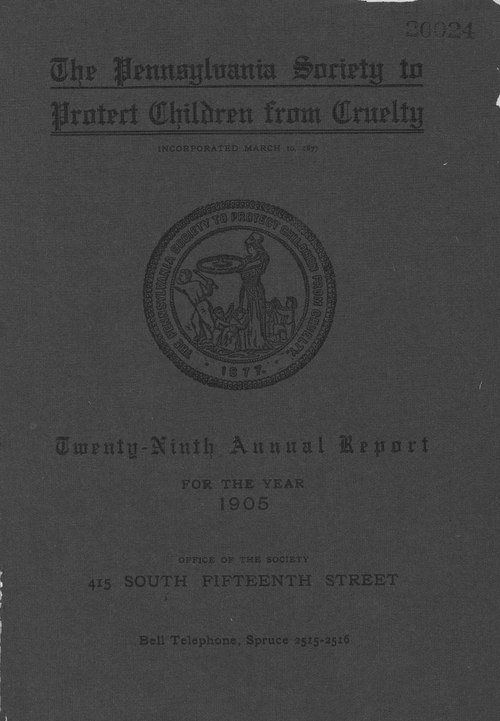 20024
The Pennsylvania Society to
Protect Children from Cruelty
INCORPORATED MARCH 10, 1877
THE PENNSYLVANIA SOCIETY TO PROTECT CHILDREN FROM CRUELTY.
1877.
Twenty-Ninth Annual Report
FOR THE YEAR
1905
OFFICE OF THE SOCIETY
415 SOUTH FIFTEENTH STREET
Bell Telephone, Spruce 2515-2516